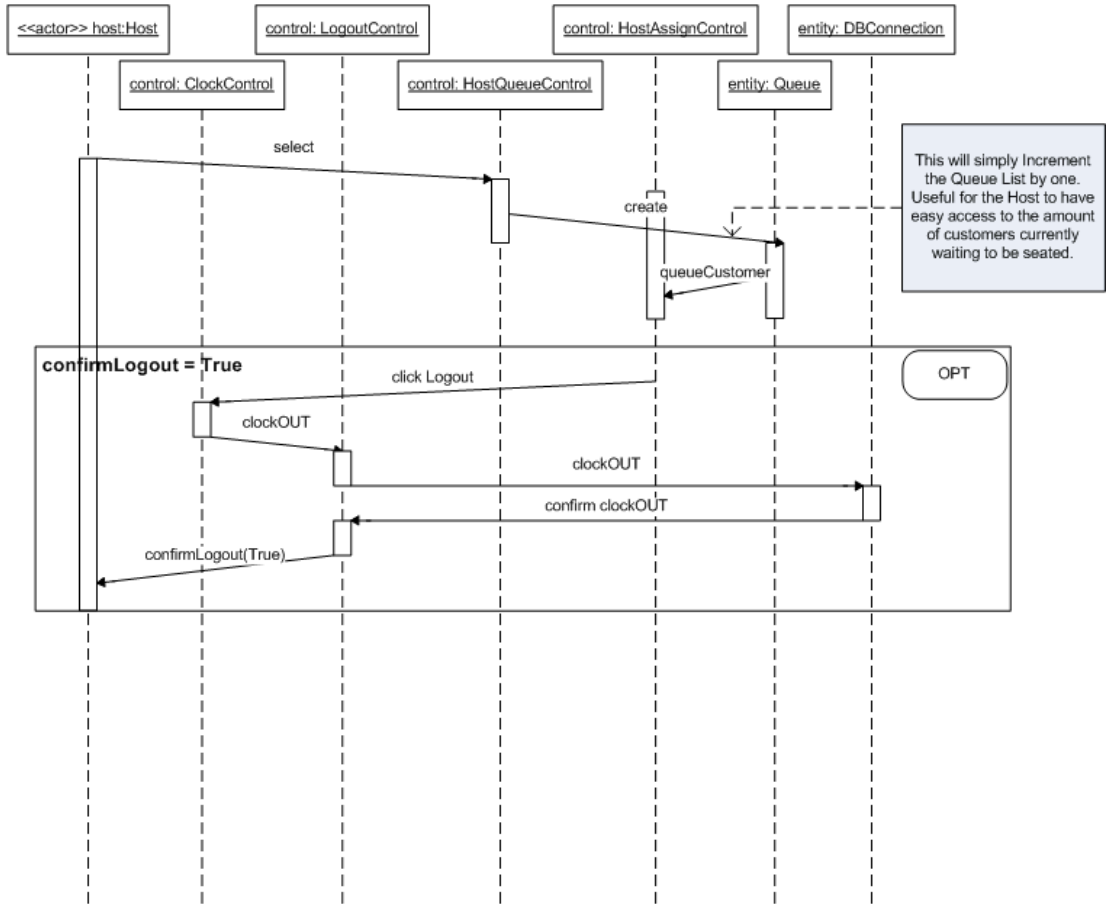 <<actor>> host:Host
control: LogoutControl
control: HostAssignControl
entity: DBConnection
control: ClockControl
control: HostQueueControl
entity: Queue
select
This will simply Increment
the Queue List by one.
Useful for the Host to have
easy access to the amount
of customers currently
waiting to be seated.
create
queueCustomer
confirmLogout = True
OPT
click Logout
clockOUT
clockOUT
confirm clockOUT
confirmLogout(True)